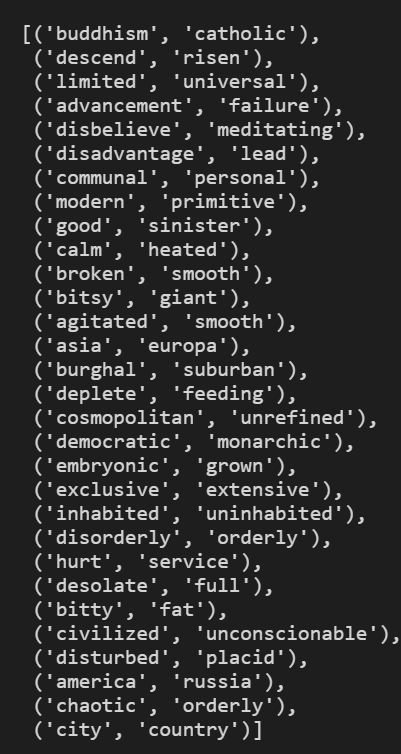 [('buddhism', 'catholic'),
('descend', 'risen'),
('limited', 'universal'),
('advancement', 'failure'),
('disbelieve', 'meditating'),
('disadvantage', 'lead'),
('communal', 'personal'),
('modern', 'primitive'),
('good', 'sinister'),
('calm', 'heated'),
('broken', 'smooth'),
('bitsy', 'giant'),
('agitated', 'smooth'),
('asia', 'europa'),
('burghal', 'suburban'),
('deplete', 'feeding'),
('cosmopolitan', 'unrefined'),
('democratic', 'monarchic'),
('embryonic', 'grown'),
('exclusive', 'extensive'),
('inhabited', 'uninhabited'),
('disorderly', 'orderly'),
('hurt', 'service'),
('desolate', 'full'),
('bitty', 'fat'),
('civilized', 'unconscionable'),
('disturbed', 'placid'),
('america', 'russia'),
('chaotic', 'orderly'),
('city', 'country')]